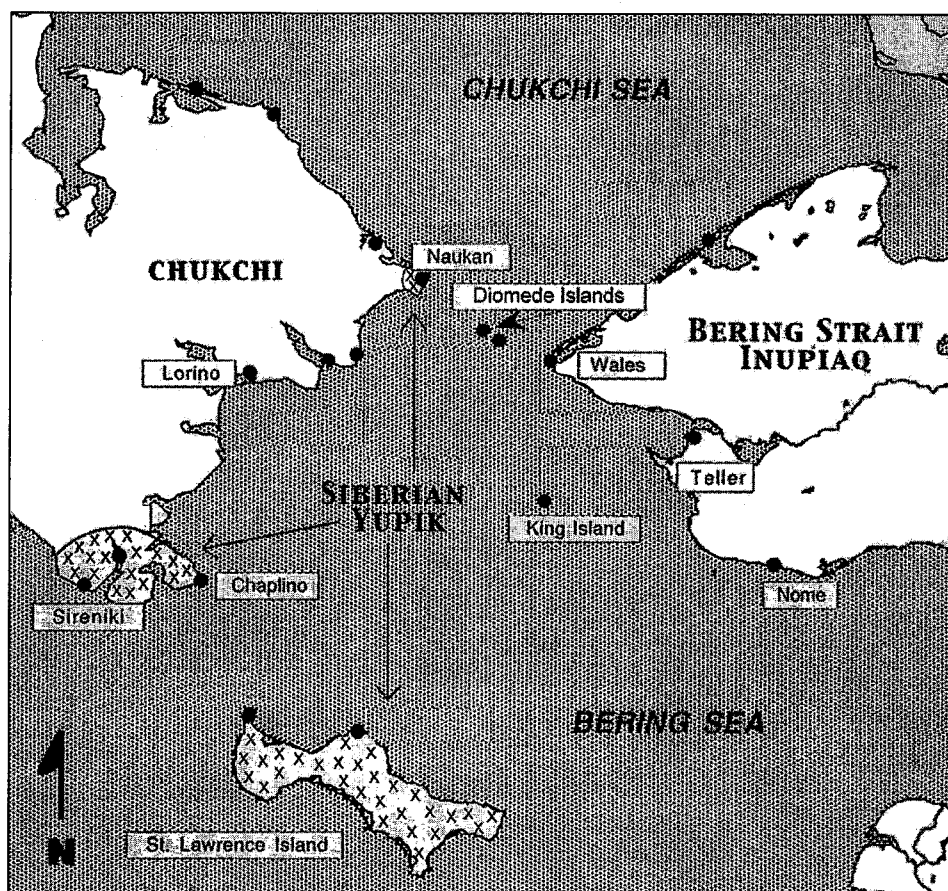 CHUKCHI SEA
Naukan
CHUKCHI
Diomede Islands
BERING STRAIT
INUPIAQ
Wales
Lorino
Teller
SIBERIAN
YUPIK
King Island
Chaplino
Nome
Sireniki
BERING SEA
St. Lawrence Island
N